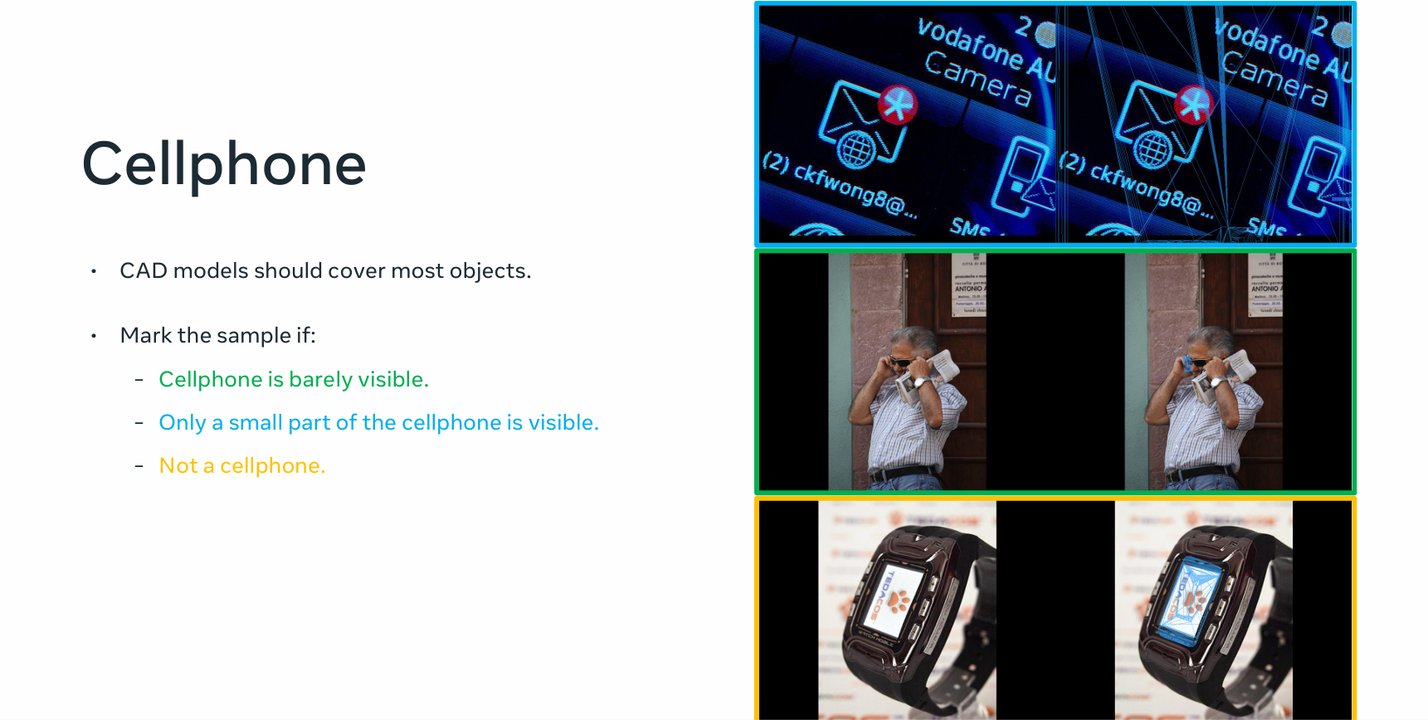 Cellphone
• CAD models should cover most objects.
• Mark the sample if:
– Cellphone is barely visible.
– Only a small part of the cellphone is visible.
– Not a cellphone.
2
vodafone AU
Camera
(2) ckfwong8@...
SMS
2
vodafone AU
Camera
(2) ckfwong8@...
SMS
ANTONIO
ANTONIO
TEDACOS
TEDACOS